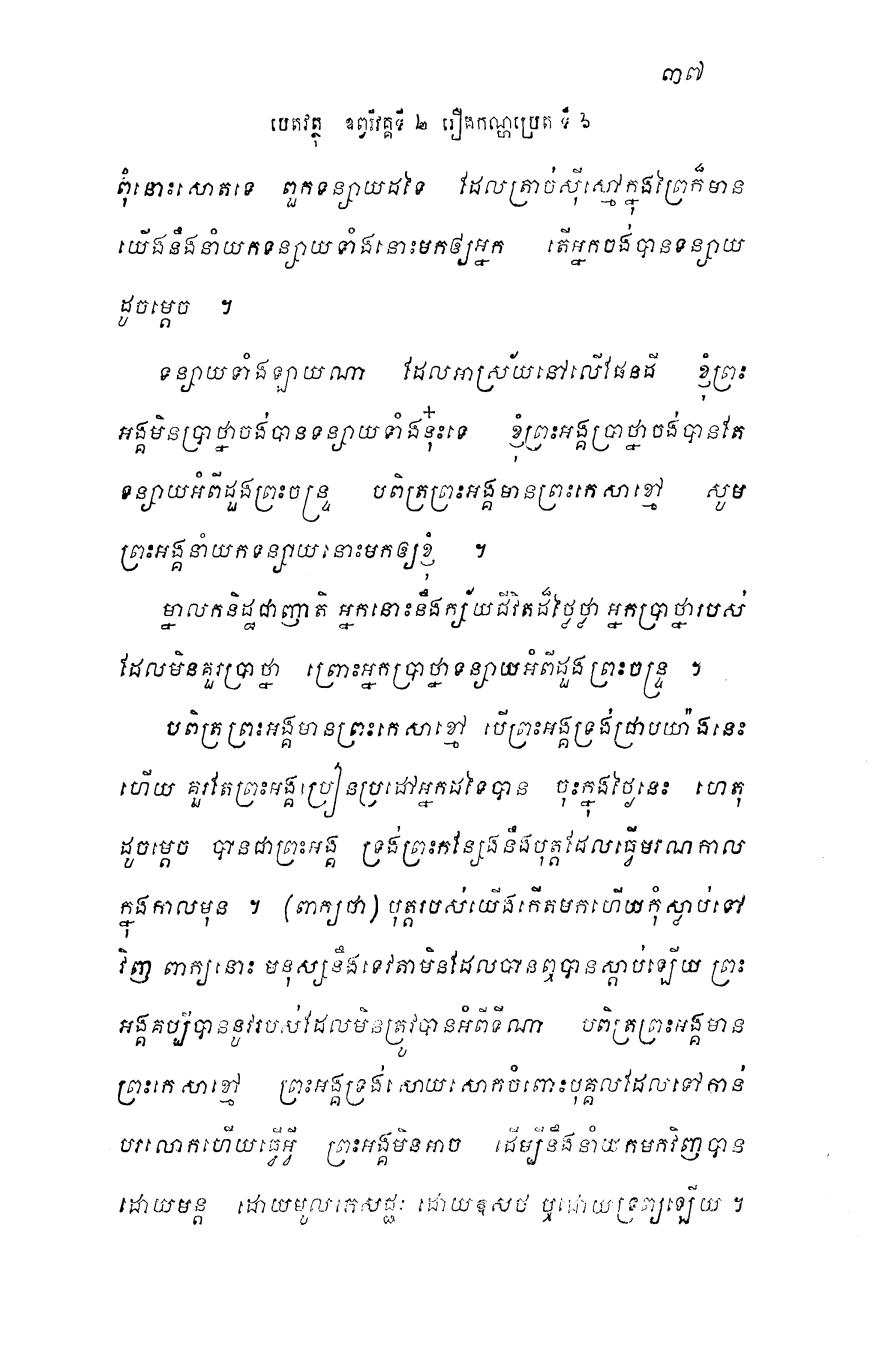 ៣៧
បេតវត្ថុ ឧព្វរីវគ្គទី ២ រឿងកណ្ណប្រេត ទី ៦
ពុំនោះសោតទេ ពួកទន្សាយដទៃ ដែលត្រាច់ស៊ីស្មៅក្នុងព្រៃក៏មាន
យើងនឹងនាំយកទន្សាយទាំងនោះមកឲ្យអ្នក តើអ្នកចង់បានទន្សាយ
ដូចម្តេច ។
ទន្សាយទាំងឡាយណា ដែលអាស្រ័យនៅលើផែនដី ខ្ញុំព្រះ
អង្គមិនប្រាថ្នាចង់បានទន្សាយទាំងនុ៎ះទេ ខ្ញុំព្រះអង្គប្រាថ្នាចង់បានតែ
ទន្សាយអំពីដួងព្រះចន្រ្ទ បពិត្រព្រះអង្គមានព្រះកេសាខ្មៅ សូម
ព្រះអង្គនាំយកទន្សាយនោះមកឲ្យខ្ញុំ ។
ម្នាលកនិដ្ឋជាញាតិ អ្នកនោះនឹងក្ស័យជីវិតដ៏ថ្លៃថ្លា អ្នកប្រាថ្នារបស់
ដែលមិនគួរប្រាថ្នា ព្រោះអ្នកប្រាថ្នាទន្សាយអំពីដួងព្រះចន្រ្ទ ។
បពិត្រព្រះអង្គមានព្រះកេសាខ្មៅ បើព្រះអង្គទ្រង់ជ្រាបយ៉ាងនេះ
ហើយ គួរតែព្រះអង្គប្រៀនប្រដៅអ្នកដទៃបាន ចុះក្នុងថ្ងៃនេះ ហេតុ
ដូចម្តេច បានជាព្រះអង្គ ទ្រង់ព្រះកន្សែងនឹងបុត្តដែលធ្វើមរណកាល
ក្នុងកាលមុន ។ (ពាក្យថា) បុត្តរបស់យើងកើតមកហើយកុំស្លាប់ទៅ
វិញ ពាក្យនោះ មនុស្សនឹងទេវតាមិនដែលបានឮបានស្តាប់ឡើយ ព្រះ
អង្គគប្បីបាននូវរបស់ដែលមិនត្រូវបានអំពីទីណា បពិត្រព្រះអង្គមាន
ព្រះកេសាខ្មៅ ព្រះអង្គទ្រង់សោយសោកចំពោះបុគ្គលដែលទៅកាន់
បរលោកហើយធ្វើអ្វី ព្រះអង្គមិនអាច ដើម្បីនឹងនាំយកមកវិញបាន
ដោយមន្ត ដោយមូលភេសជ្ជៈ ដោយឱសថ ឬដោយទ្រព្យឡើយ ។